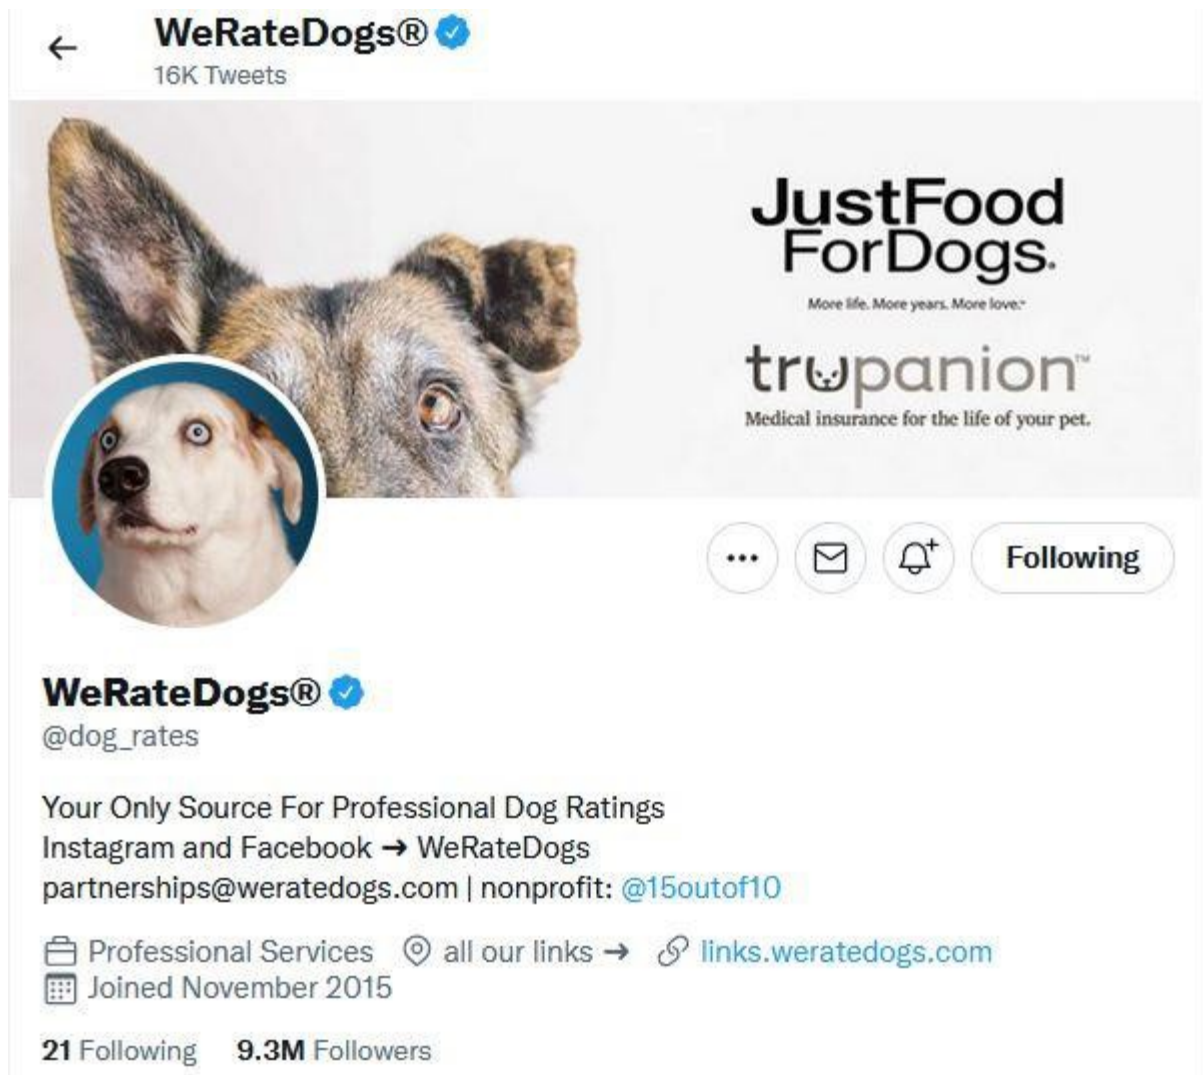 WeRateDogs®
16K Tweets
JustFood
ForDogs.
More life. More years. More love.™
trupanion™
Medical insurance for the life of your pet.
Following
WeRateDogs®
@dog_rates
Your Only Source For Professional Dog Ratings
Instagram and Facebook → WeRateDogs
partnerships@weratedogs.com | nonprofit: @15outof10
Professional Services all our links → links.weratedogs.com
Joined November 2015
21 Following 9.3M Followers